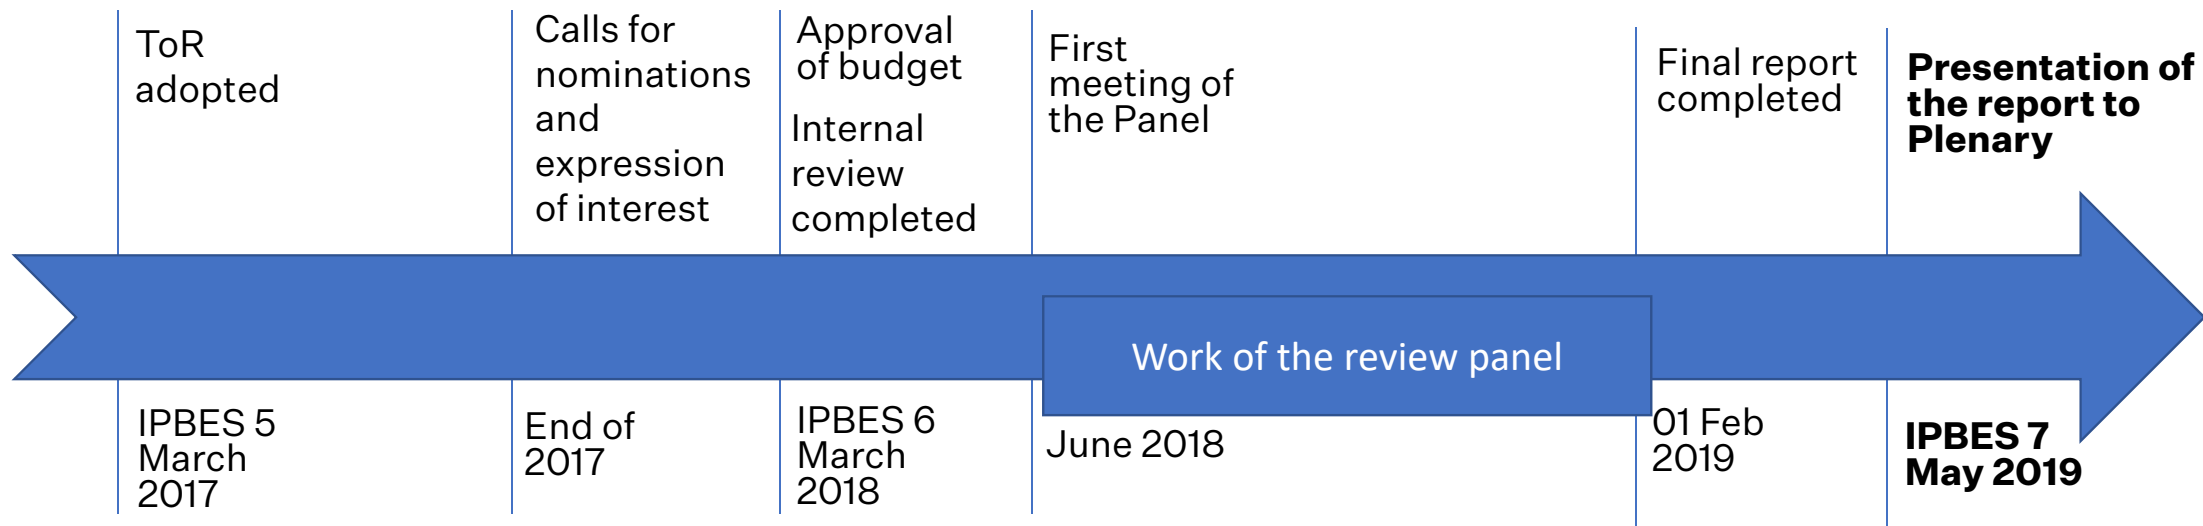 ToR
adopted
Calls for
nominations
and
expression
of interest
Approval
of budget
Internal
review
completed
First
meeting of
the Panel
Final report
completed
Presentation of
the report to
Plenary
Work of the review panel
IPBES 5
March
2017
End of
2017
IPBES 6
March
2018
June 2018
01 Feb
2019
IPBES 7
May 2019